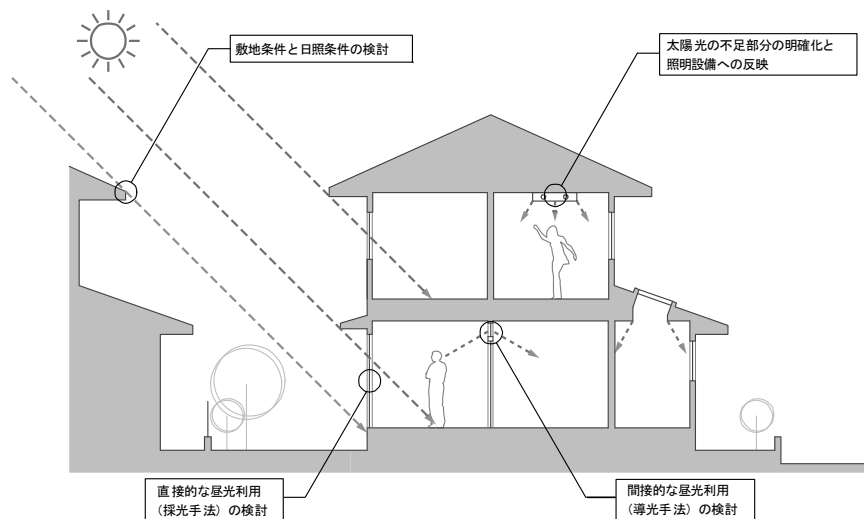 敷地条件と日照条件の検討
太陽光の不足部分の明確化と
照明設備への反映
直接的な昼光利用
（採光手法）の検討
間接的な昼光利用
（導光手法）の検討